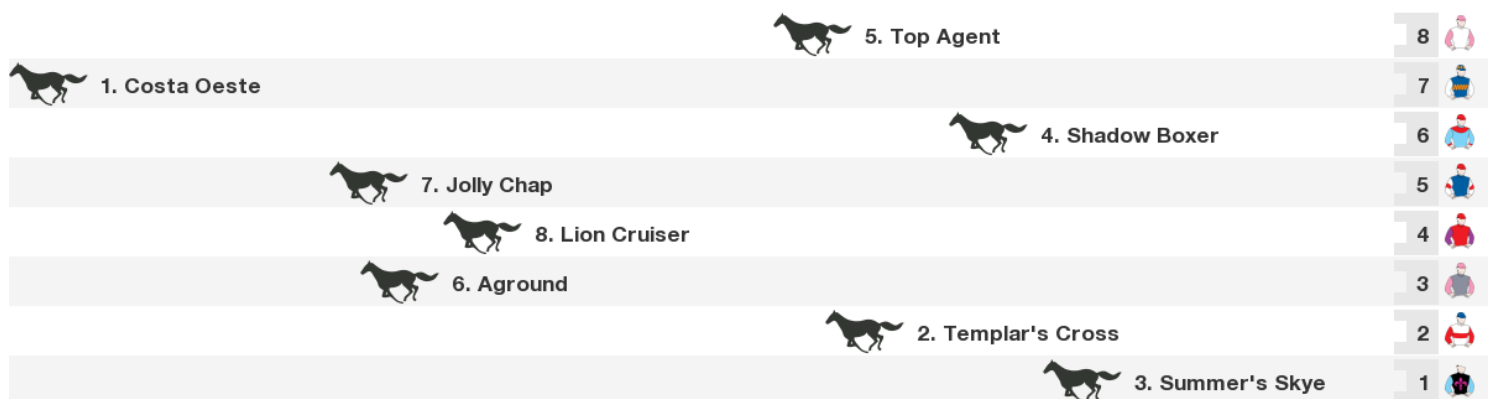 5. Top Agent 8
1. Costa Oeste 7
4. Shadow Boxer 6
7. Jolly Chap 5
8. Lion Cruiser 4
6. Aground 3
2. Templar's Cross 2
3. Summer's Skye 1